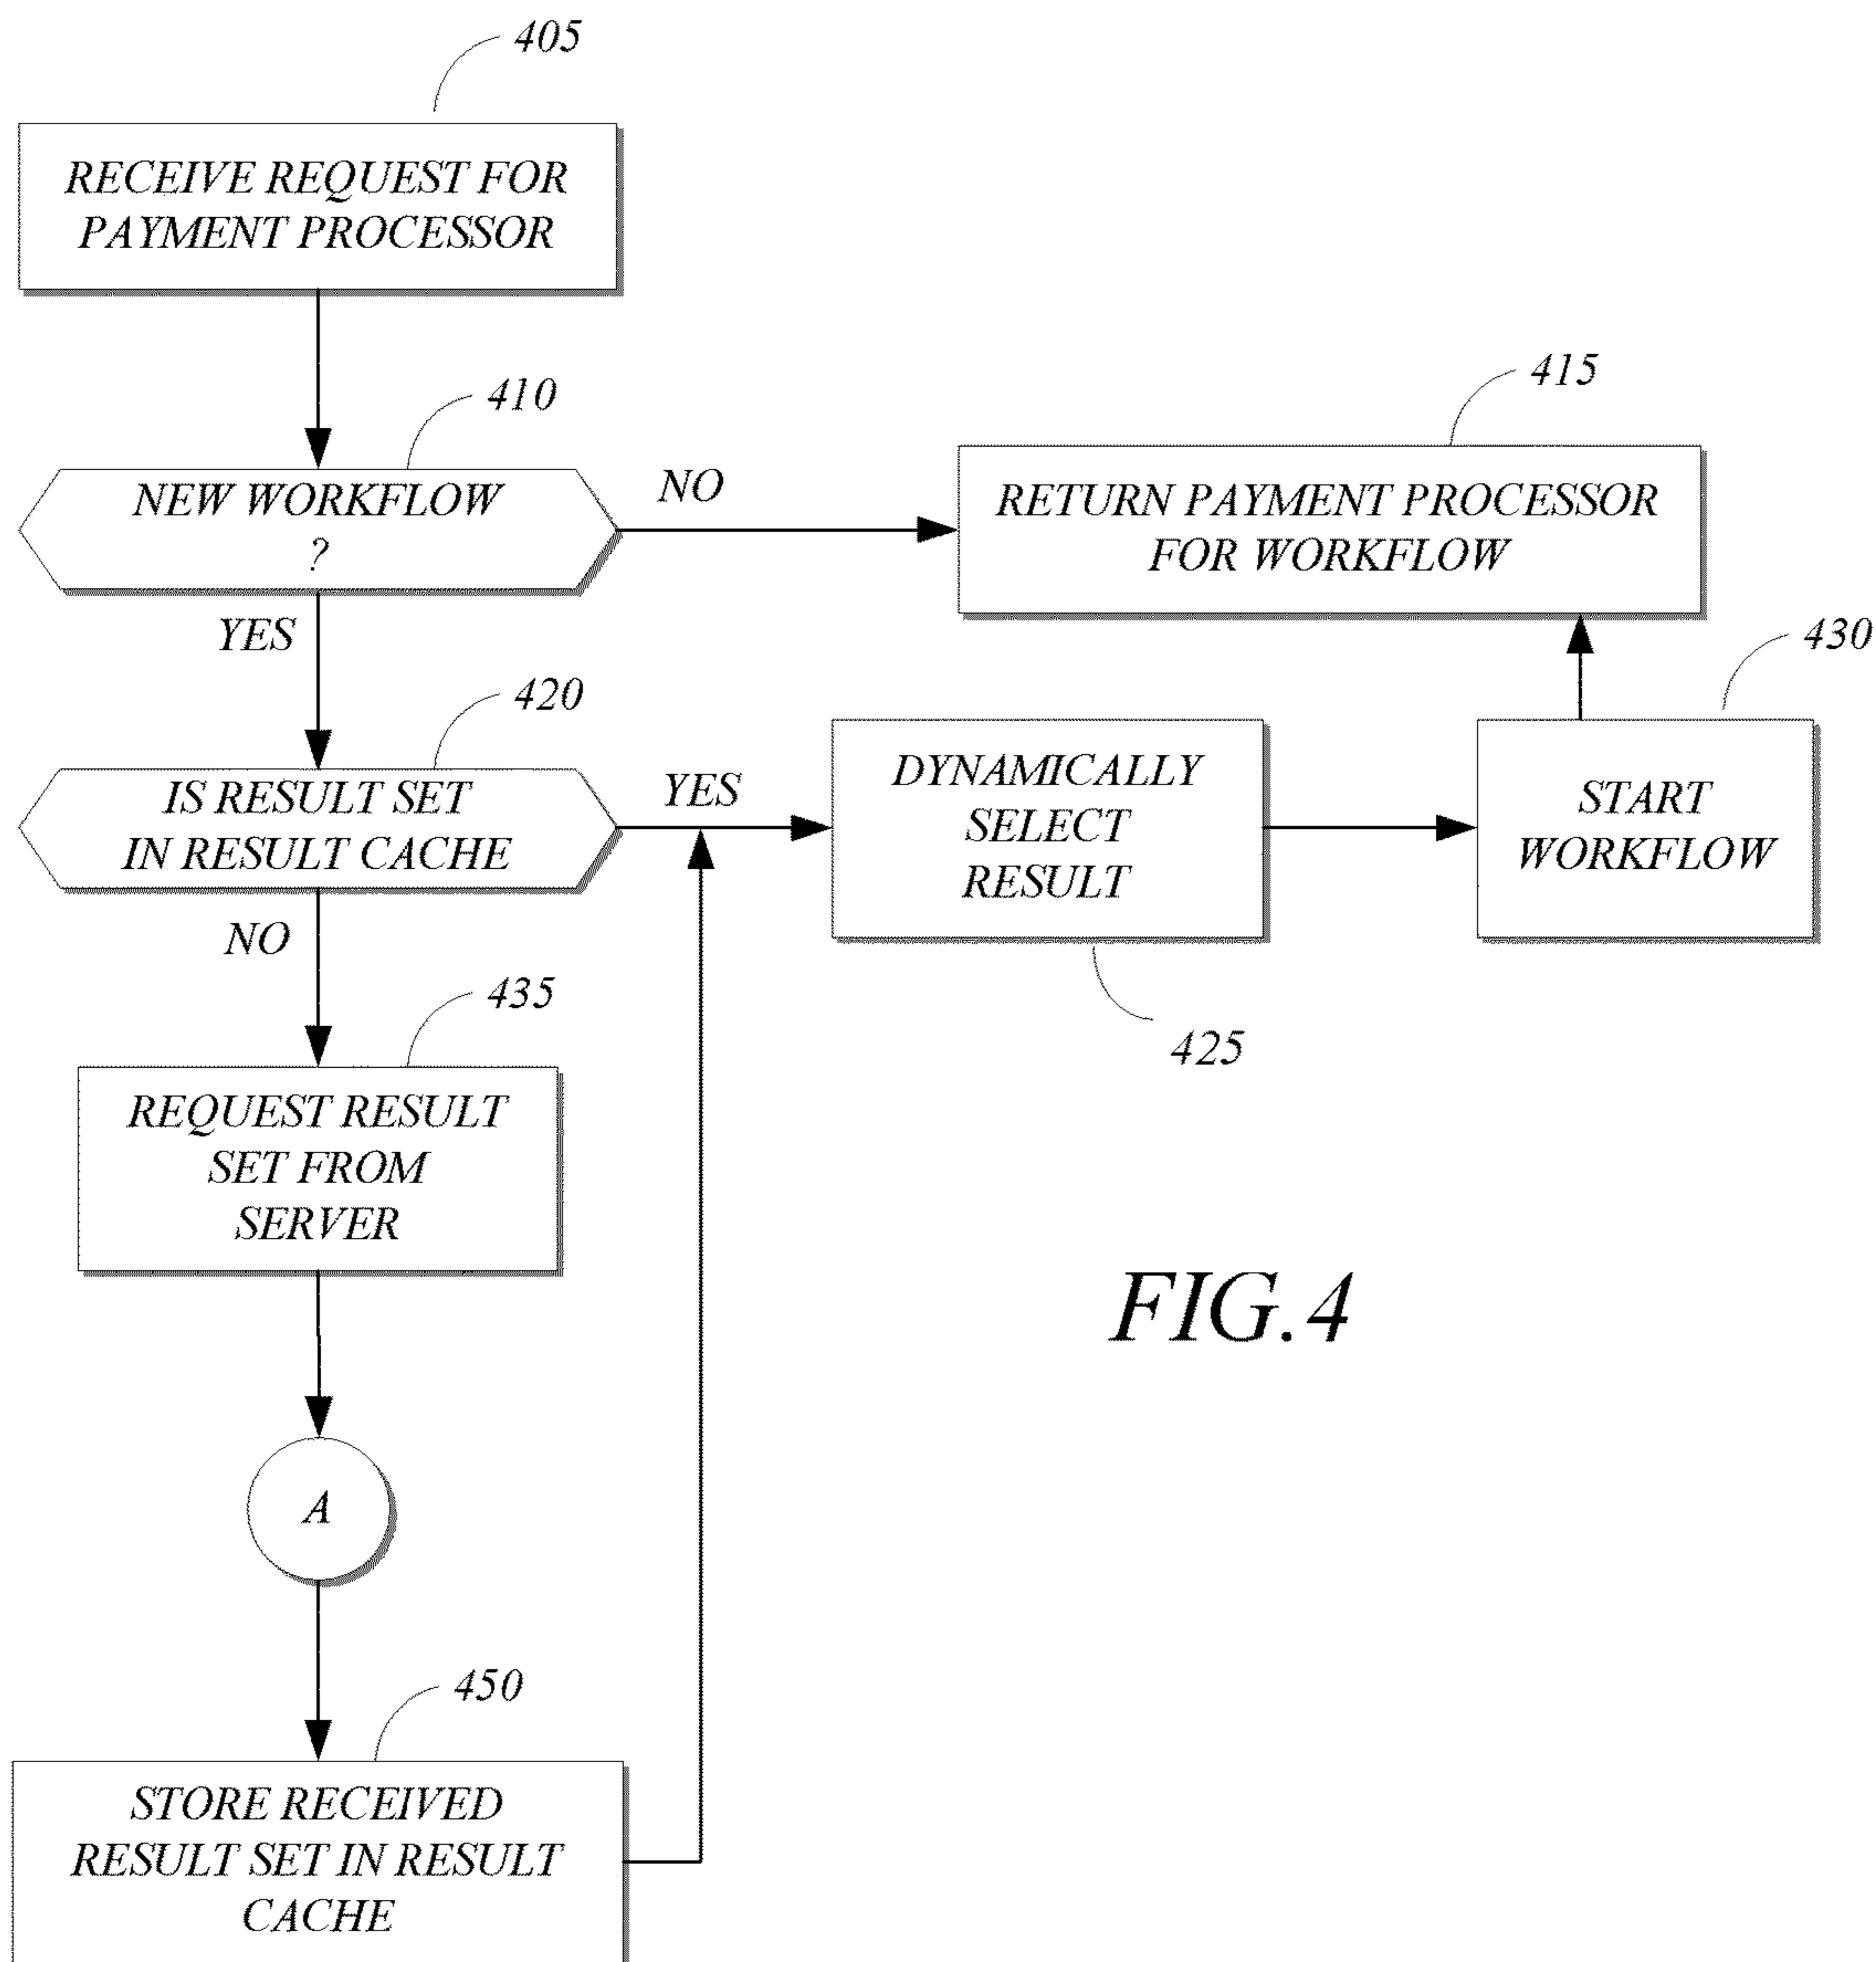 405
RECEIVE REQUEST FOR
PAYMENT PROCESSOR
410
NEW WORKFLOW
?
NO
415
RETURN PAYMENT PROCESSOR
FOR WORKFLOW
YES
420
IS RESULT SET
IN RESULT CACHE
YES
DYNAMICALLY
SELECT
RESULT
425
430
START
WORKFLOW
NO
435
REQUEST RESULT
SET FROM
SERVER
A
450
STORE RECEIVED
RESULT SET IN RESULT
CACHE
FIG.4